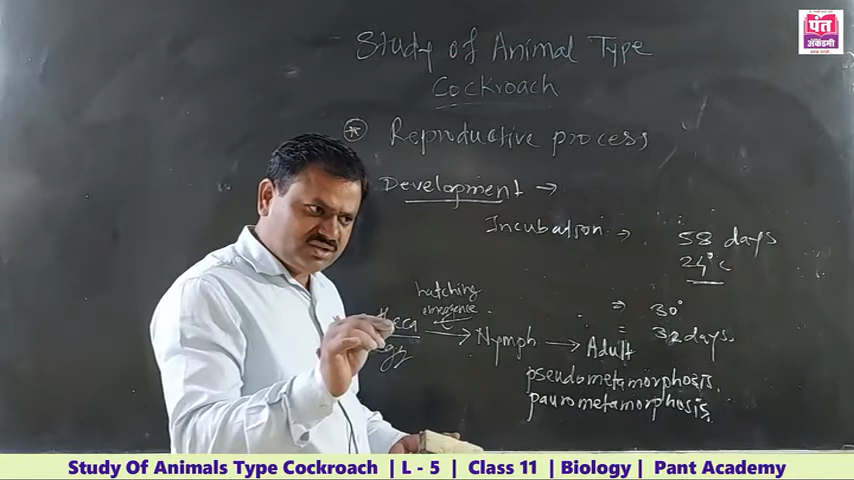 पंत
अॅकॅडमी
Study of Animal Type
Cockroach
Reproductive process
Development →
Incubation → 58 days
24°c
hatching
emergence
⇒ 30°
= 32 days.
→ Nymph → Adult
pseudometamorphosis.
paurometamorphosis.
Study Of Animals Type Cockroach | L - 5 | Class 11 | Biology | Pant Academy